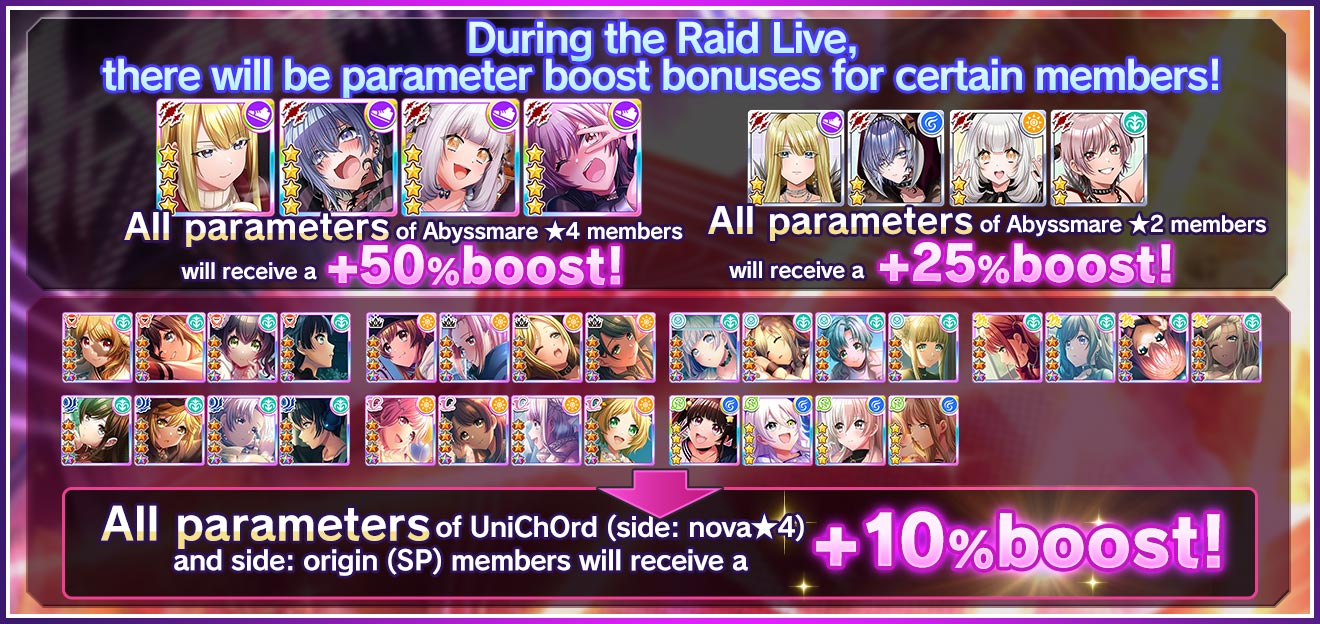 During the Raid Live,
there will be parameter boost bonuses for certain members!
All parameters of Abyssmare ★4 members
will receive a +50%boost!
All parameters of Abyssmare ★2 members
will receive a +25%boost!
All parameters of UniChOrd (side: nova★4)
and side: origin (SP) members will receive a
+10%boost!